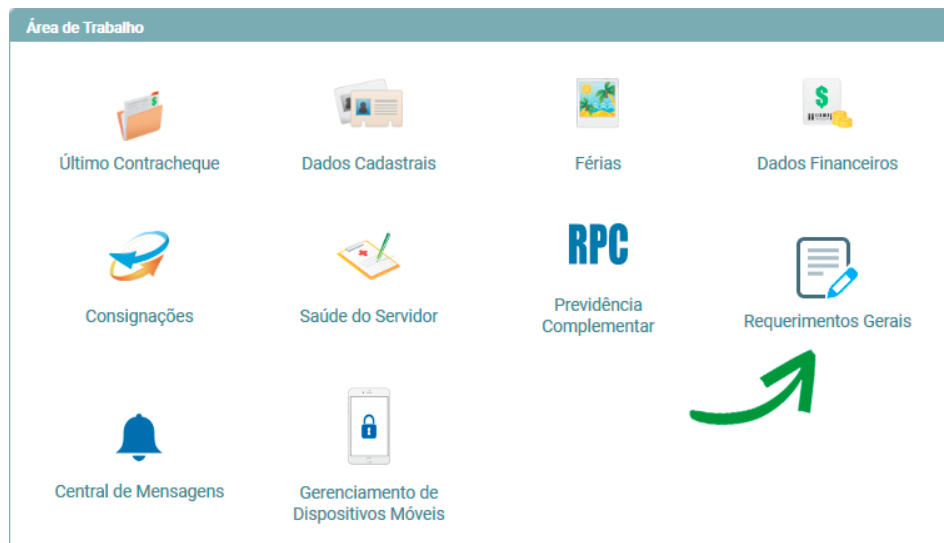 Área de Trabalho
Último Contracheque
Dados Cadastrais
Férias
Dados Financeiros
Consignações
Saúde do Servidor
RPC
Previdência
Complementar
Requerimentos Gerais
Central de Mensagens
Gerenciamento de
Dispositivos Móveis